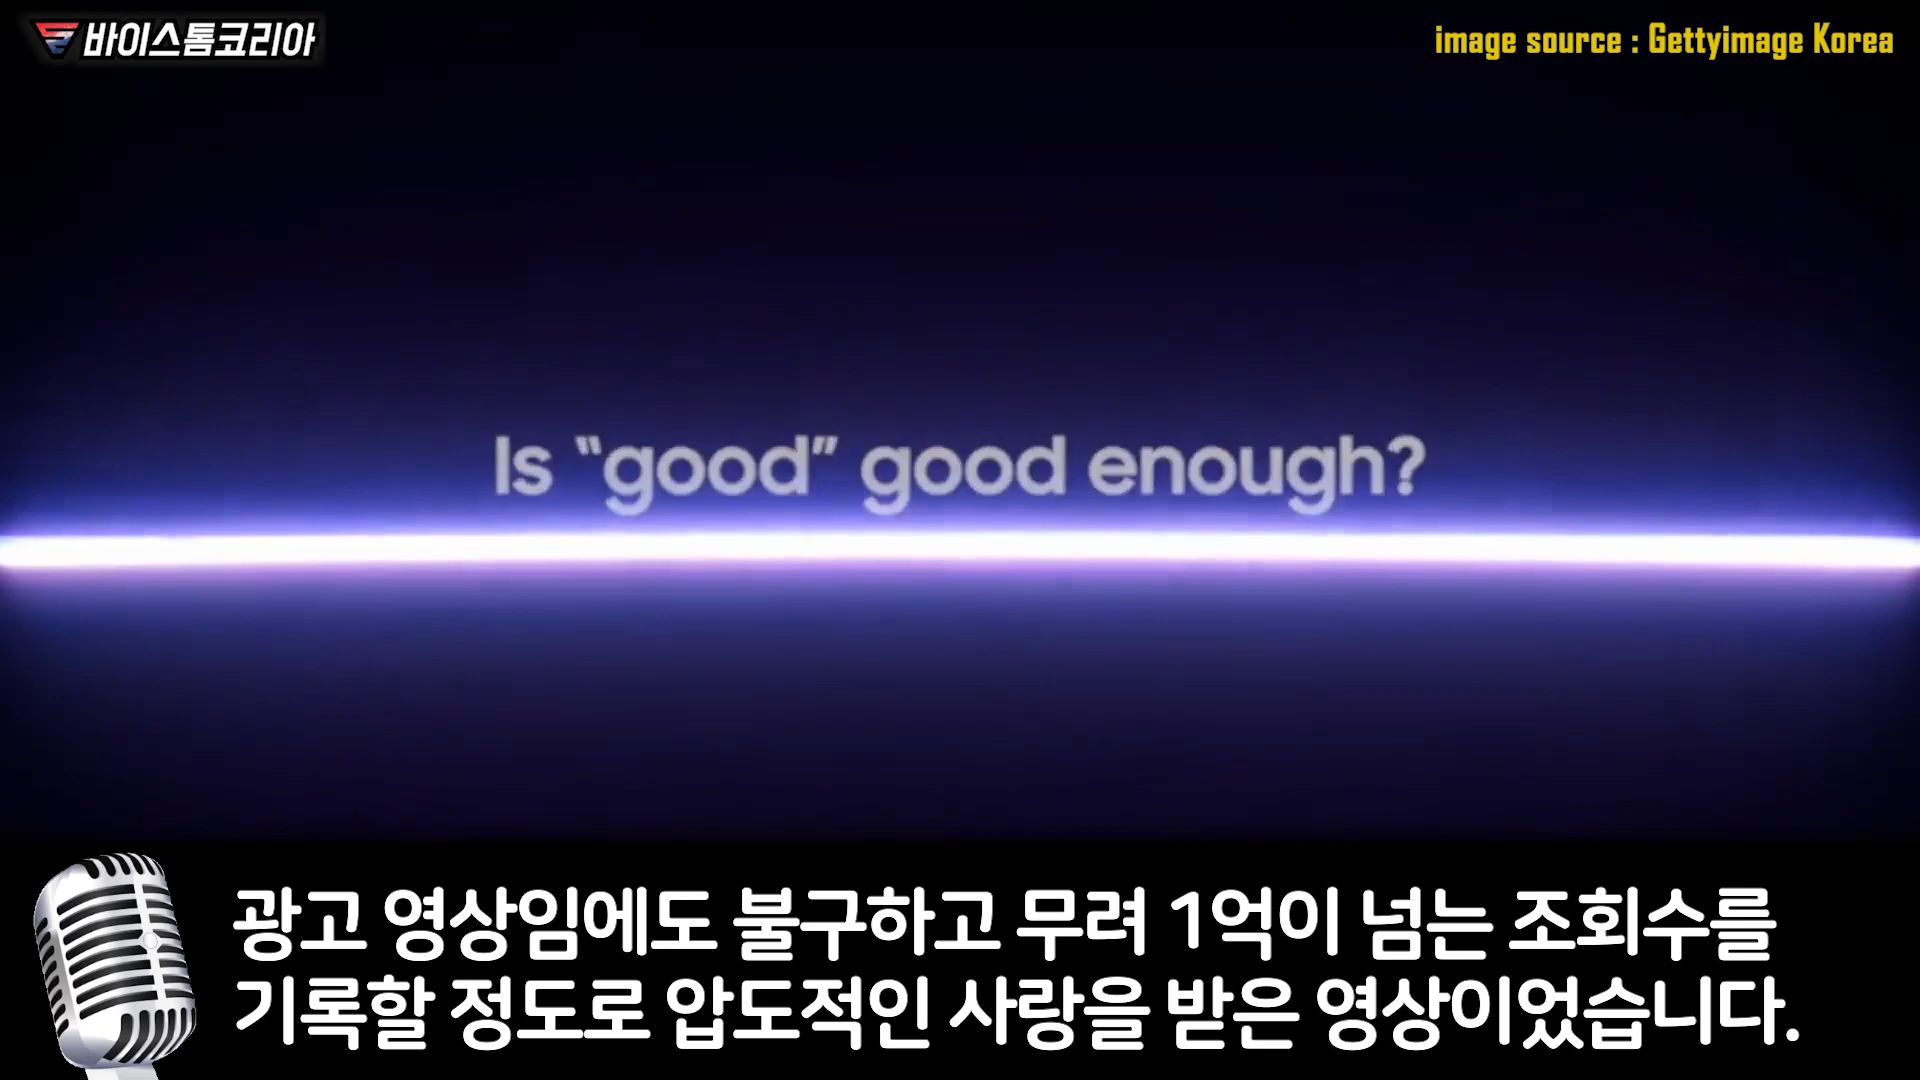 바이스톰코리아
image source : Gettyimage Korea
Is “good” good enough?
광고 영상임에도 불구하고 무려 1억이 넘는 조회수를
기록할 정도로 압도적인 사랑을 받은 영상이었습니다.